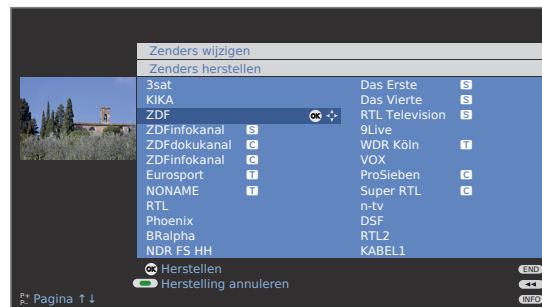 Zenders wijzigen
Zenders herstellen
3sat
KIKA
ZDF OK
ZDFinfokanal S
ZDFdokukanal C
ZDFinfokanal C
Eurosport T
NONAME T
RTL
Phoenix
BRalpha
NDR FS HH
Das Erste S
Das Vierte S
RTL Television S
9Live
WDR Köln T
VOX
ProSieben C
Super RTL C
n-tv
DSF
RTL2
KABEL1
OK Herstellen
Herstelling annuleren
P+
P- Pagina ↑↓
END
INFO